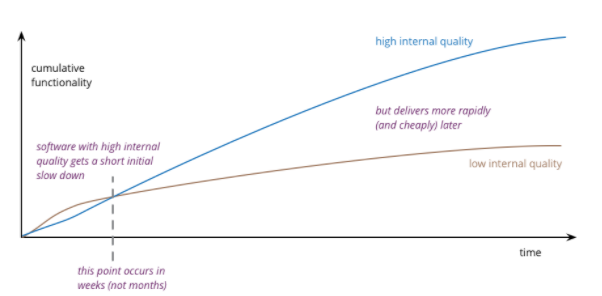 high internal quality
cumulative
functionality
but delivers more rapidly
(and cheaply) later
software with high internal
quality gets a short initial
slow down
low internal quality
time
this point occurs in
weeks (not months)